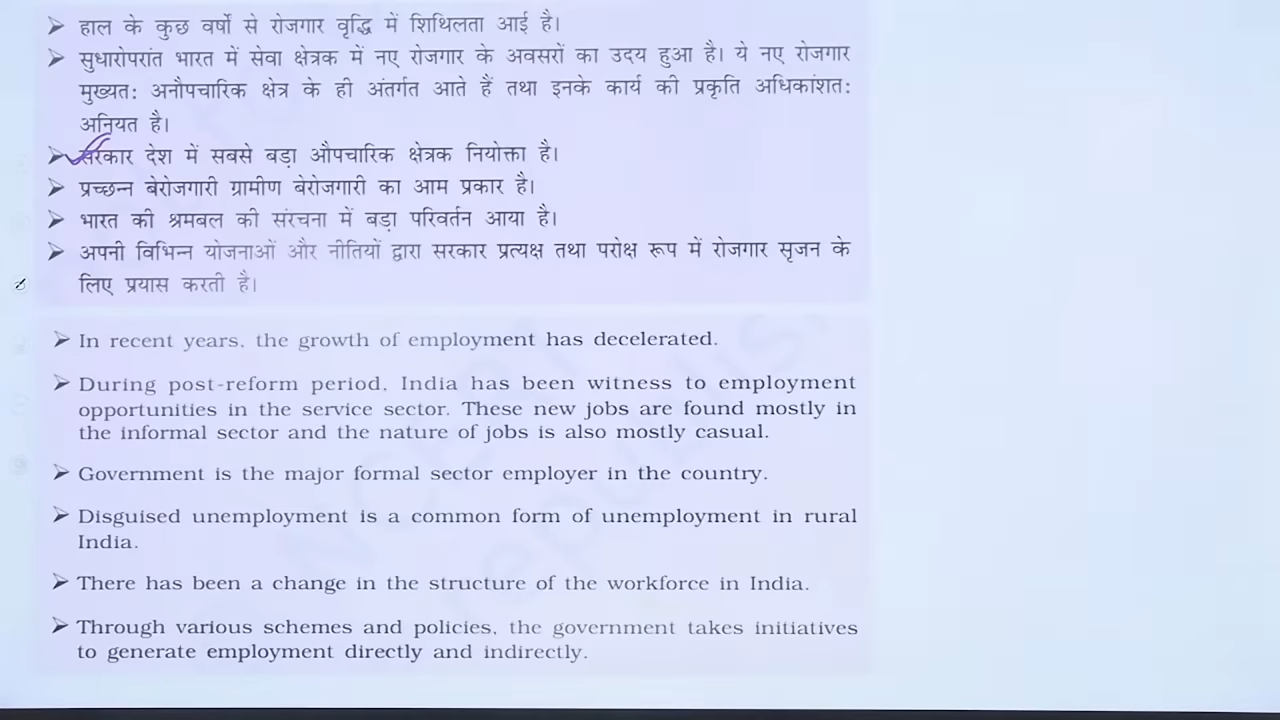 ➢ हाल के कुछ वर्षों से रोजगार वृद्धि में शिथिलता आई है।
➢ सुधारोपरांत भारत में सेवा क्षेत्रक में नए रोजगार के अवसरों का उदय हुआ है। ये नए रोजगार
मुख्यतः अनौपचारिक क्षेत्र के ही अंतर्गत आते हैं तथा इनके कार्य की प्रकृति अधिकांशतः
अनियत है।
➢ सरकार देश में सबसे बड़ा औपचारिक क्षेत्रक नियोक्ता है।
➢ प्रच्छन्न बेरोजगारी ग्रामीण बेरोजगारी का आम प्रकार है।
➢ भारत की श्रमबल की संरचना में बड़ा परिवर्तन आया है।
➢ अपनी विभिन्न योजनाओं और नीतियों द्वारा सरकार प्रत्यक्ष तथा परोक्ष रूप में रोजगार सृजन के
लिए प्रयास करती है।
➢ In recent years, the growth of employment has decelerated.
➢ During post-reform period, India has been witness to employment
opportunities in the service sector. These new jobs are found mostly in
the informal sector and the nature of jobs is also mostly casual.
➢ Government is the major formal sector employer in the country.
➢ Disguised unemployment is a common form of unemployment in rural
India.
➢ There has been a change in the structure of the workforce in India.
➢ Through various schemes and policies, the government takes initiatives
to generate employment directly and indirectly.